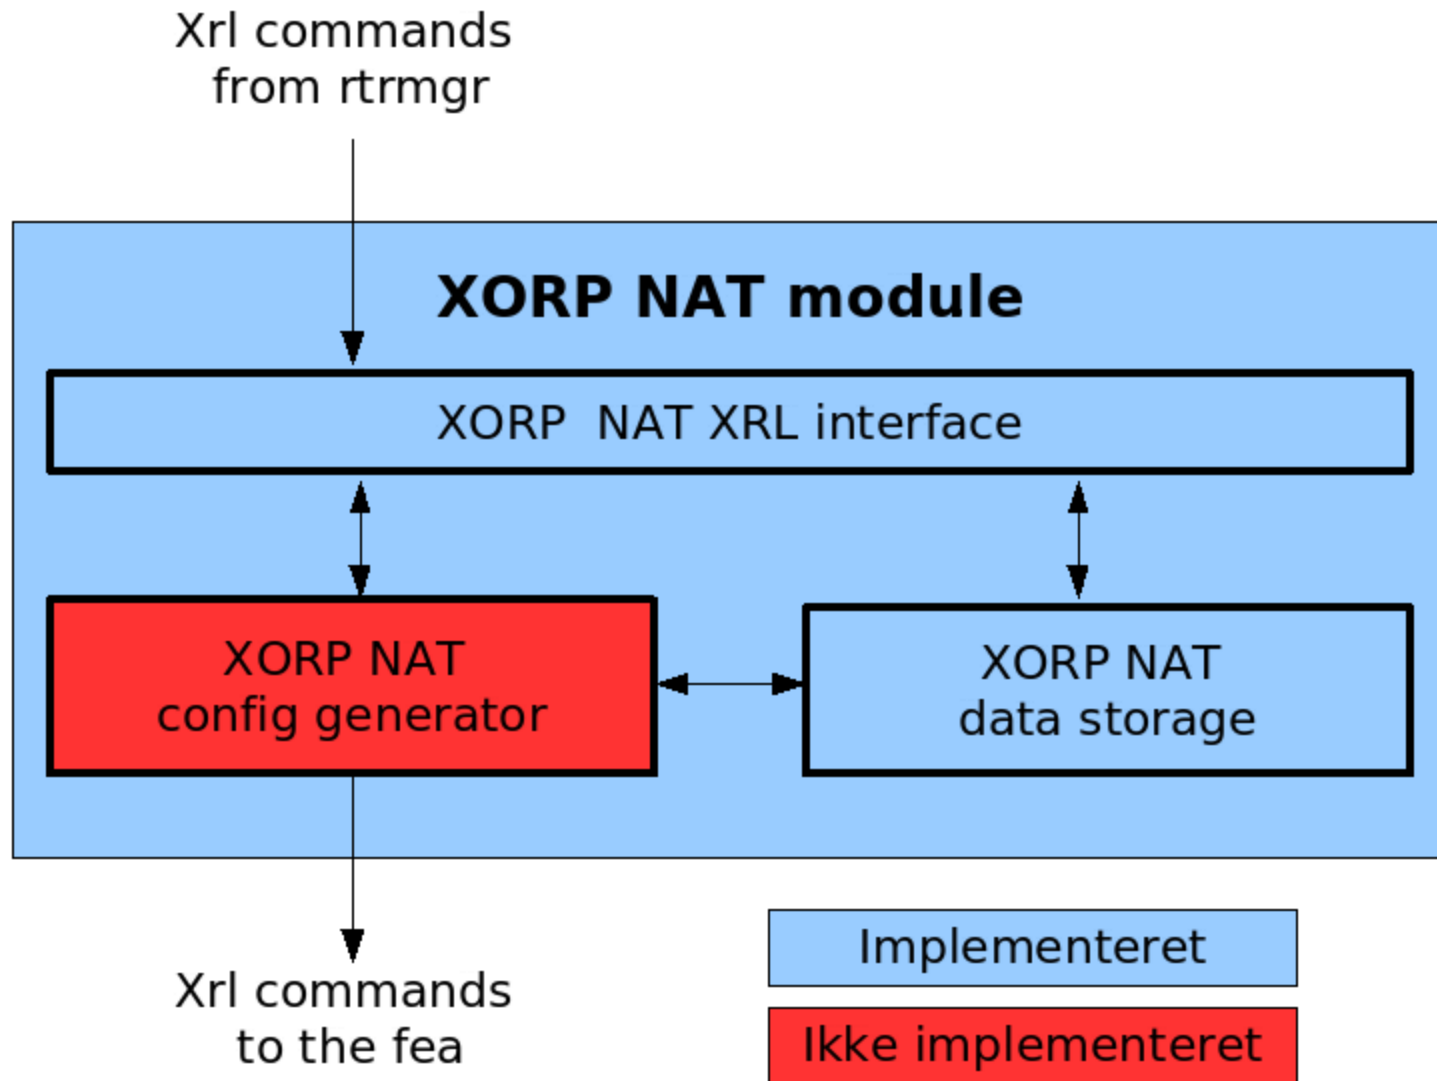 Xrl commands
from rtrmgr
XORP NAT module
XORP NAT XRL interface
XORP NAT
config generator
XORP NAT
data storage
Xrl commands
to the fea
Implementeret
Ikke implementeret